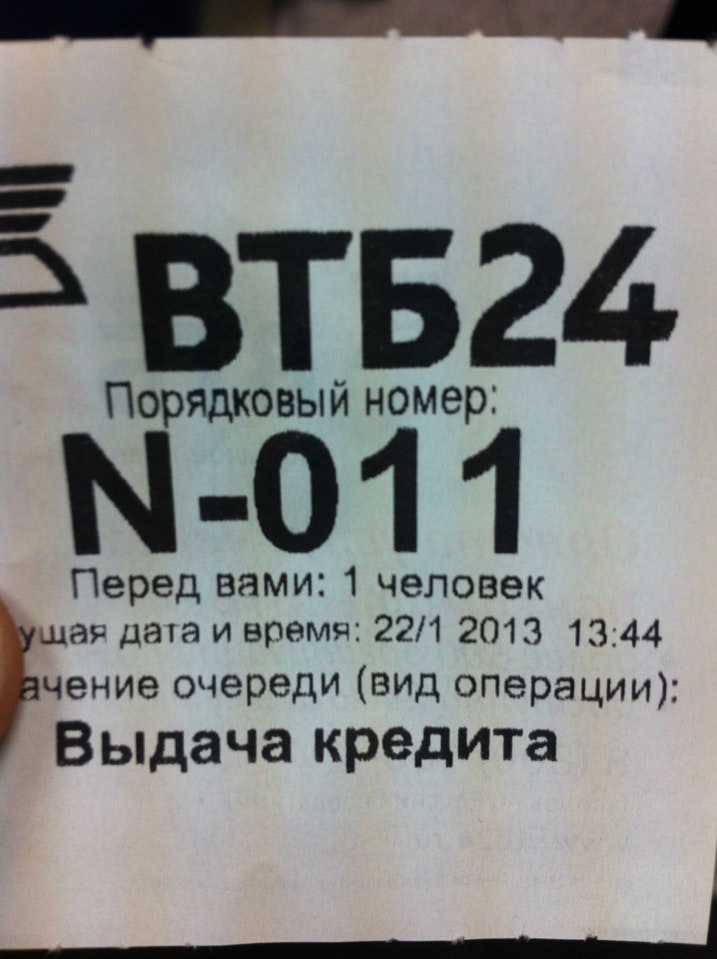 ВТБ24
Порядковый номер:
N-011
Перед вами: 1 человек
ущая дата и время: 22/1 2013 13:44
ачение очереди (вид операции):
Выдача кредита